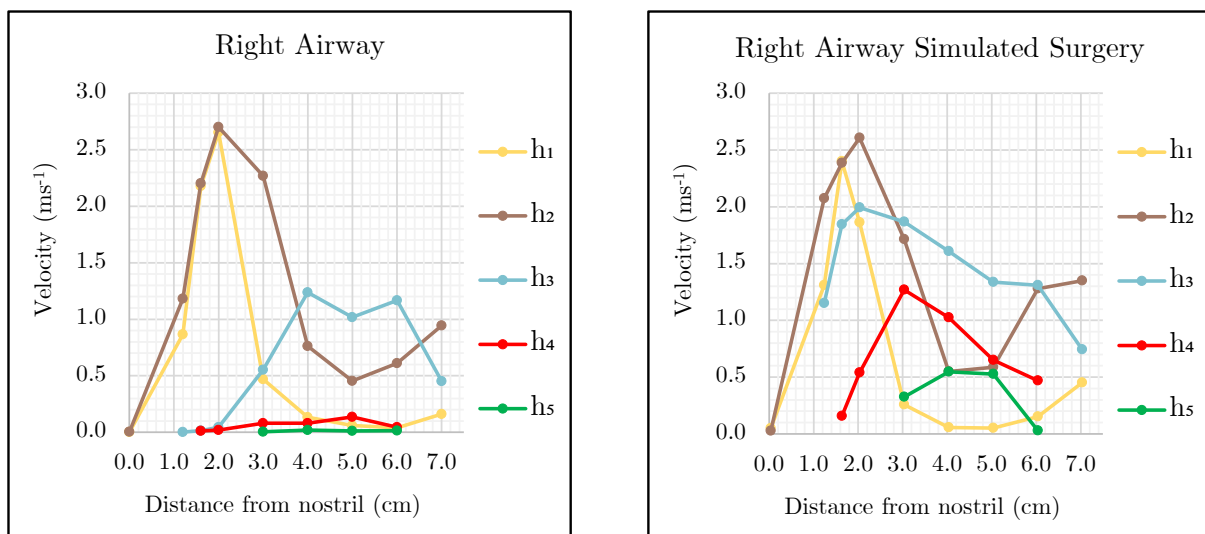 Right Airway
3.0
2.5
2.0
1.5
1.0
0.5
0.0
Velocity (ms⁻¹)
0.0 1.0 2.0 3.0 4.0 5.0 6.0 7.0
Distance from nostril (cm)
h₁
h₂
h₃
h₄
h₅
Right Airway Simulated Surgery
3.0
2.5
2.0
1.5
1.0
0.5
0.0
Velocity (ms⁻¹)
0.0 1.0 2.0 3.0 4.0 5.0 6.0 7.0
Distance from nostril (cm)
h₁
h₂
h₃
h₄
h₅